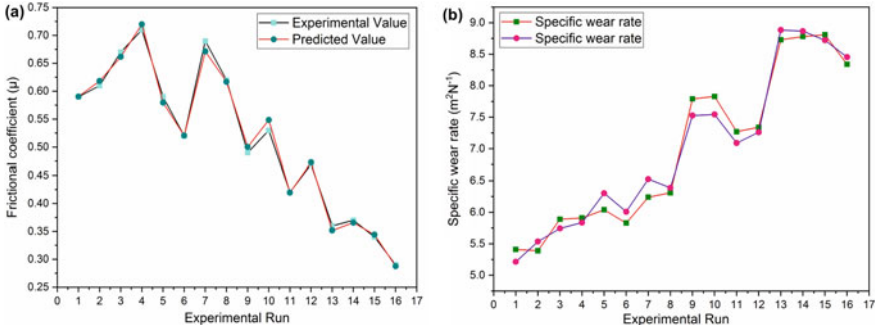 (a)
0.75
0.70
0.65
0.60
0.55
0.50
0.45
0.40
0.35
0.30
0.25
Frictional coefficient (μ)
Experimental Value
Predicted Value
0 1 2 3 4 5 6 7 8 9 10 11 12 13 14 15 16 17
Experimental Run
(b)
9.0
8.5
8.0
7.5
7.0
6.5
6.0
5.5
5.0
Specific wear rate (m²N⁻¹)
Specific wear rate
Specific wear rate
0 1 2 3 4 5 6 7 8 9 10 11 12 13 14 15 16 17
Experimental Run